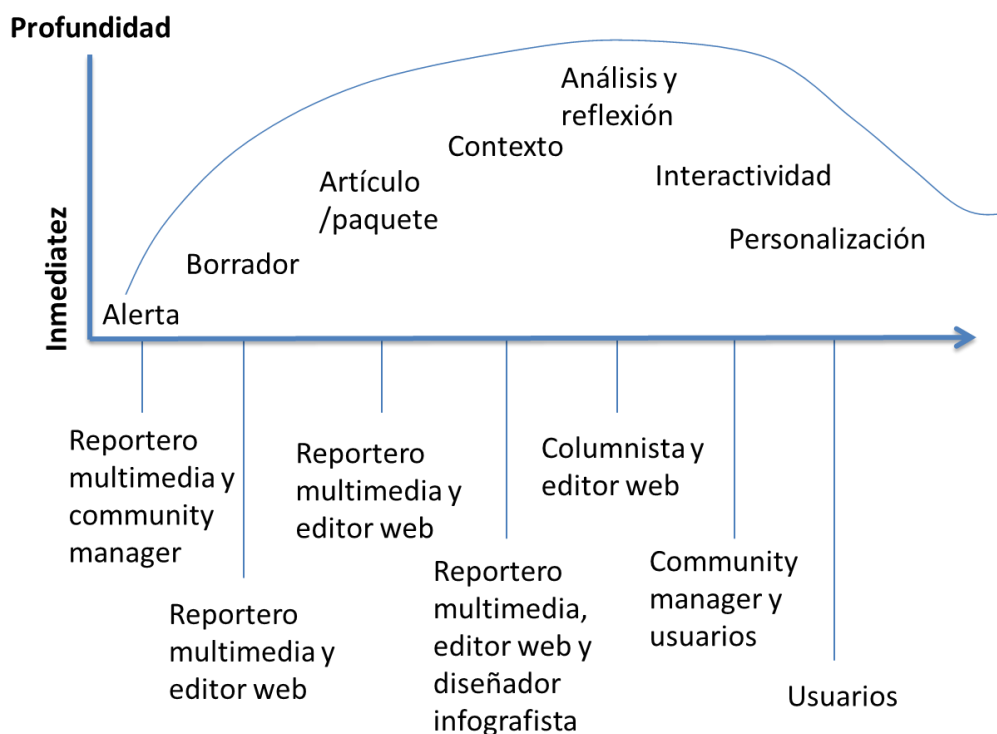 Profundidad
Inmediatez
Alerta
Borrador
Artículo
/paquete
Contexto
Análisis y
reflexión
Interactividad
Personalización
Reportero
multimedia y
community
manager
Reportero
multimedia y
editor web
Reportero
multimedia y
editor web
Reportero
multimedia,
editor web y
diseñador
infografista
Columnista y
editor web
Community
manager y
usuarios
Usuarios